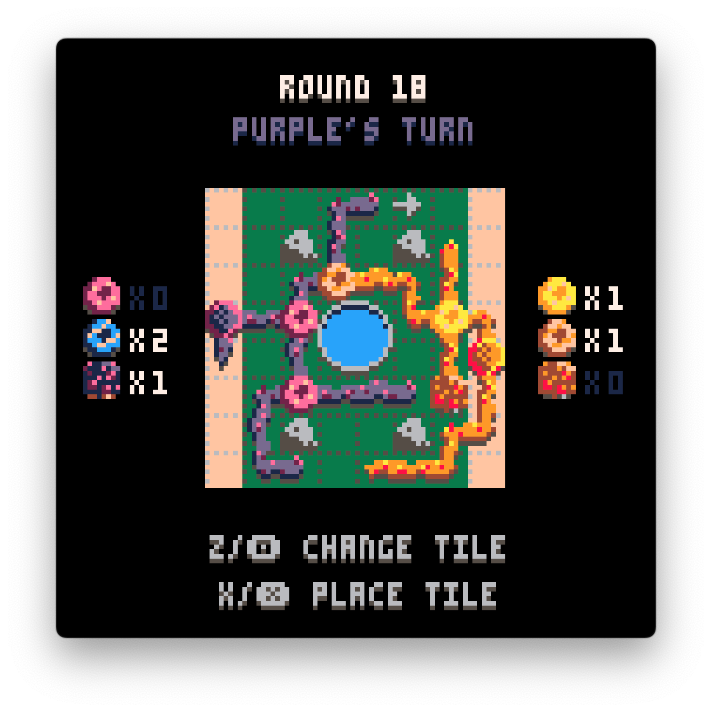 ROUND 18
PURPLE'S TURN
X0
X2
X1
X1
X1
X0
Z/🅾️ CHANGE TILE
X/❎ PLACE TILE